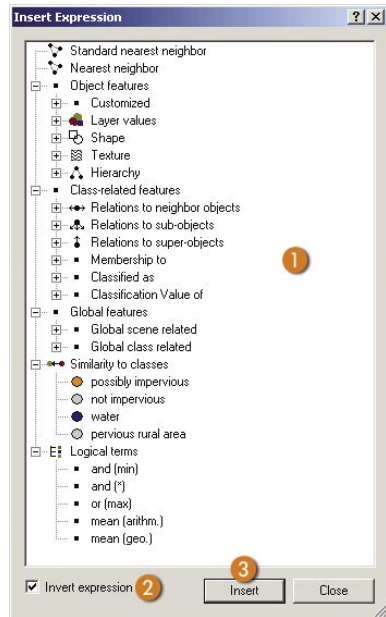 Insert Expression
Standard nearest neighbor
Nearest neighbor
Object features
Customized
Layer values
Shape
Texture
Hierarchy
Class-related features
Relations to neighbor objects
Relations to sub-objects
Relations to super-objects
Membership to
Classified as
1
Classification Value of
Global features
Global scene related
Global class related
Similarity to classes
possibly impervious
not impervious
water
pervious rural area
Logical terms
and (min)
and (*)
or (max)
mean (arithm.)
mean (geo.)
3
Invert expression 2 Insert Close